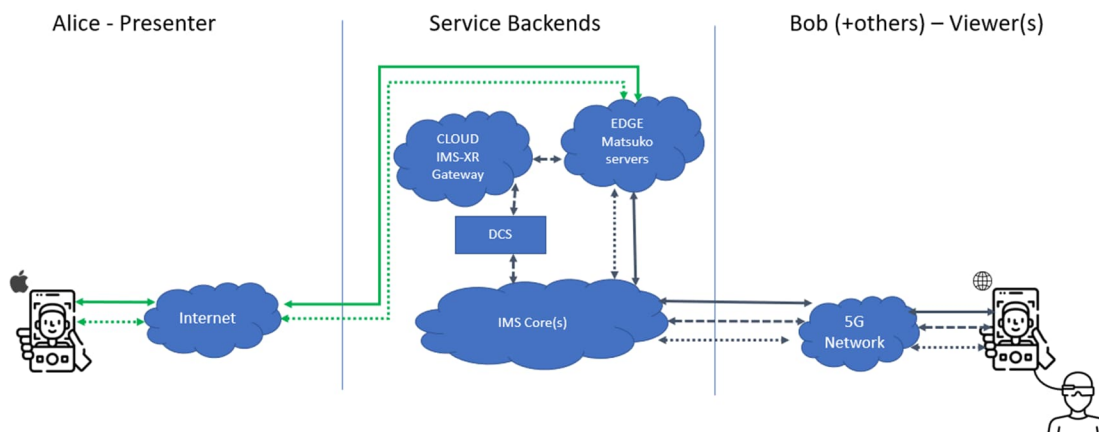 Alice - Presenter
Service Backends
Bob (+others) – Viewer(s)
CLOUD
IMS-XR
Gateway
EDGE
Matsuko
servers
DCS
Internet
IMS Core(s)
5G
Network